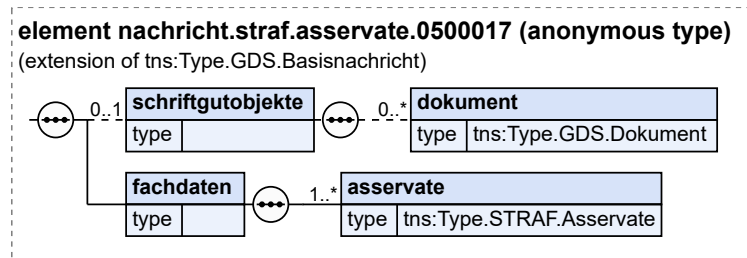 element nachricht.straf.asservate.0500017 (anonymous type)
(extension of tns:Type.GDS.Basisnachricht)
0..1 schriftgutobjekte 0..* dokument
type type tns:Type.GDS.Dokument
fachdaten 1..* asservate
type type tns:Type.STRAF.Asservate